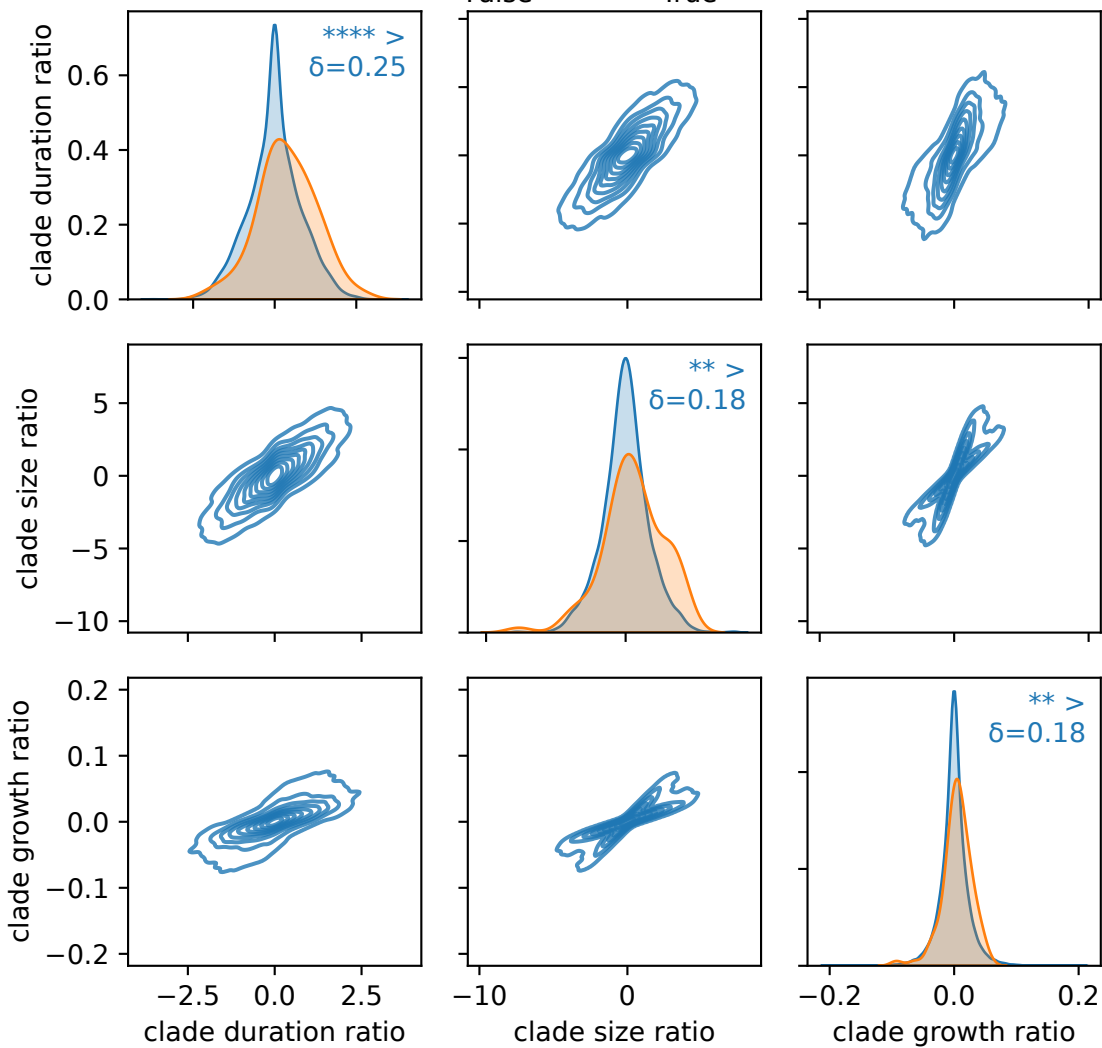 True
clade duration ratio
0.6
0.4
0.2
0.0
**** >
δ=0.25
clade size ratio
5
0
−5
−10
** >
δ=0.18
clade growth ratio
0.2
0.1
0.0
−0.1
−0.2
** >
δ=0.18
−2.5
0.0
2.5
−10
0
−0.2
0.0
0.2
clade duration ratio
clade size ratio
clade growth ratio